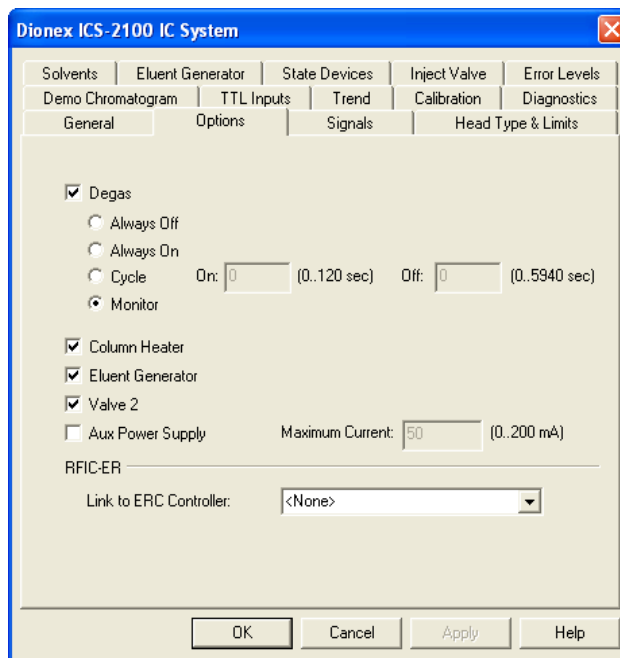 Dionex ICS-2100 IC System
Solvents Eluent Generator State Devices Inject Valve Error Levels
Demo Chromatogram TTL Inputs Trend Calibration Diagnostics
General Options Signals Head Type & Limits
Degas
Always Off
Always On
Cycle On: 0 (0..120 sec) Off: 0 (0..5940 sec)
Monitor
Column Heater
Eluent Generator
Valve 2
Aux Power Supply Maximum Current: 50 (0..200 mA)
RFIC-ER
Link to ERC Controller: <None>
OK Cancel Apply Help